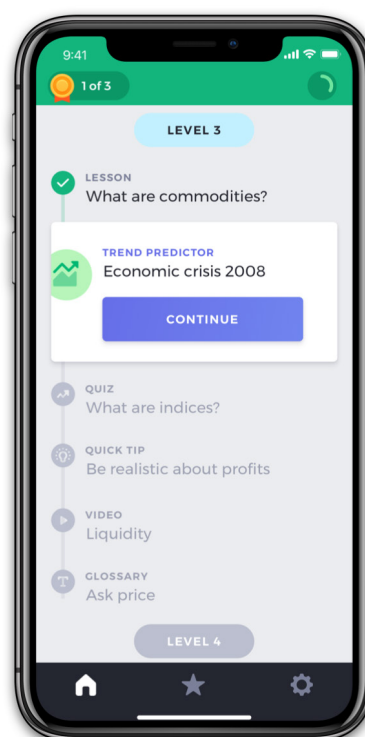 9:41
1 of 3
LEVEL 3
LESSON
What are commodities?
TREND PREDICTOR
Economic crisis 2008
CONTINUE
QUIZ
What are indices?
QUICK TIP
Be realistic about profits
VIDEO
Liquidity
T GLOSSARY
Ask price
LEVEL 4